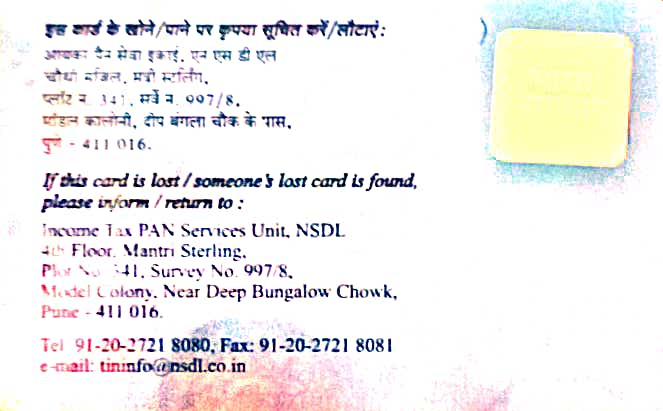 इस कार्ड के खोने/पाने पर कृपया सूचित करें/लौटाएं:
आयकर पैन सेवा इकाई, एन एस डी एल
चौथी मंजिल, मंत्री स्टर्लिंग,
प्लॉट नं. 341, सर्वे नं. 997/8,
मॉडल कालोनी, दीप बंगला चौक के पास,
पुणे - 411 016.
If this card is lost / someone's lost card is found,
please inform / return to :
Income Tax PAN Services Unit, NSDL
4th Floor, Mantri Sterling,
Plot No. 341, Survey No. 997/8,
Model Colony, Near Deep Bungalow Chowk,
Pune - 411 016.
Tel 91-20-2721 8080, Fax: 91-20-2721 8081
e-mail: tininfo@nsdl.co.in